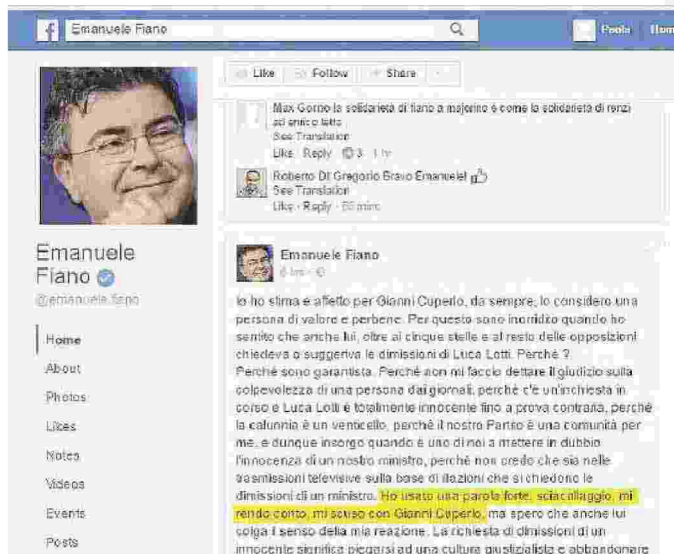 f Emanuele Fiano
Paola Hom
Like Follow Share
Max Gorno la solidarietà di fiano a majorino è come la solidarietà di renzi
ad enrico letta
See Translation
Like · Reply · 3 · 1 hr
Roberto Di Gregorio Bravo Emanuele!
See Translation
Like · Reply · 55 mins
Emanuele
Fiano
@emanuele.fiano
Home
About
Photos
Likes
Notes
Videos
Events
Posts
Emanuele Fiano
6 hrs
Io ho stima e affetto per Gianni Cuperlo, da sempre, lo considero una
persona di valore e perbene. Per questo sono inorridito quando ho
sentito che anche lui, oltre ai cinque stelle e al resto delle opposizioni
chiedeva o suggeriva le dimissioni di Luca Lotti. Perché ?
Perché sono garantista. Perché non mi faccio dettare il giudizio sulla
colpevolezza di una persona dai giornali, perché c'è un'inchiesta in
corso e Luca Lotti è totalmente innocente fino a prova contraria, perché
la calunnia è un venticello, perché il nostro Partito è una comunità per
me, e dunque insorgo quando è uno di noi a mettere in dubbio
l'innocenza di un nostro ministro, perché non credo che sia nelle
trasmissioni televisive sulla base di illazioni che si chiedono le
dimissioni di un ministro. Ho usato una parola forte, sciacallaggio, mi
rendo conto, mi scuso con Gianni Cuperlo, ma spero che anche lui
colga il senso della mia reazione. La richiesta di dimissioni di un
innocente significa piegarsi ad una cultura giustizialista e abbandonare